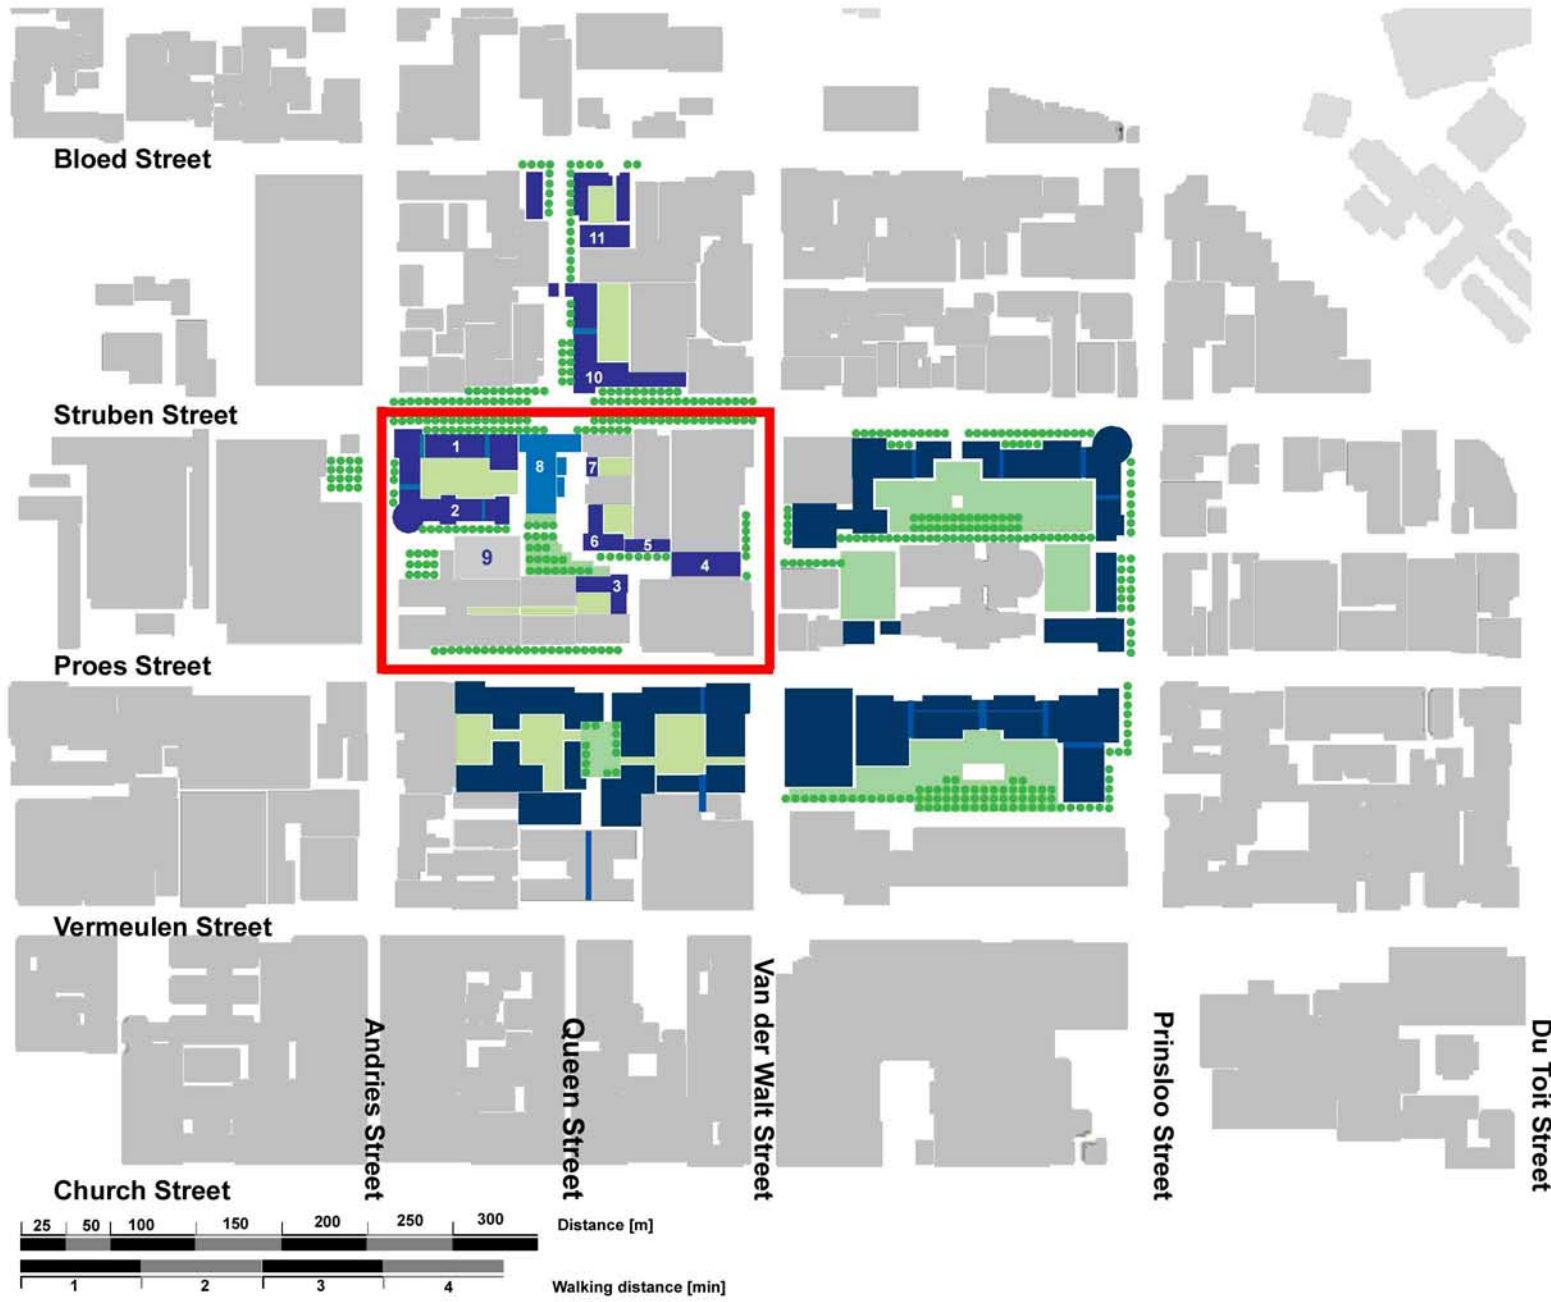 Bloed Street
11
10
Struben Street
1
8
7
2
6
5
9
4
3
Proes Street
Vermeulen Street
Andries Street
Queen Street
Van der Walt Street
Prinsloo Street
Du Toit Street
Church Street
25 50 100 150 200 250 300 Distance [m]
1 2 3 4 Walking distance [min]